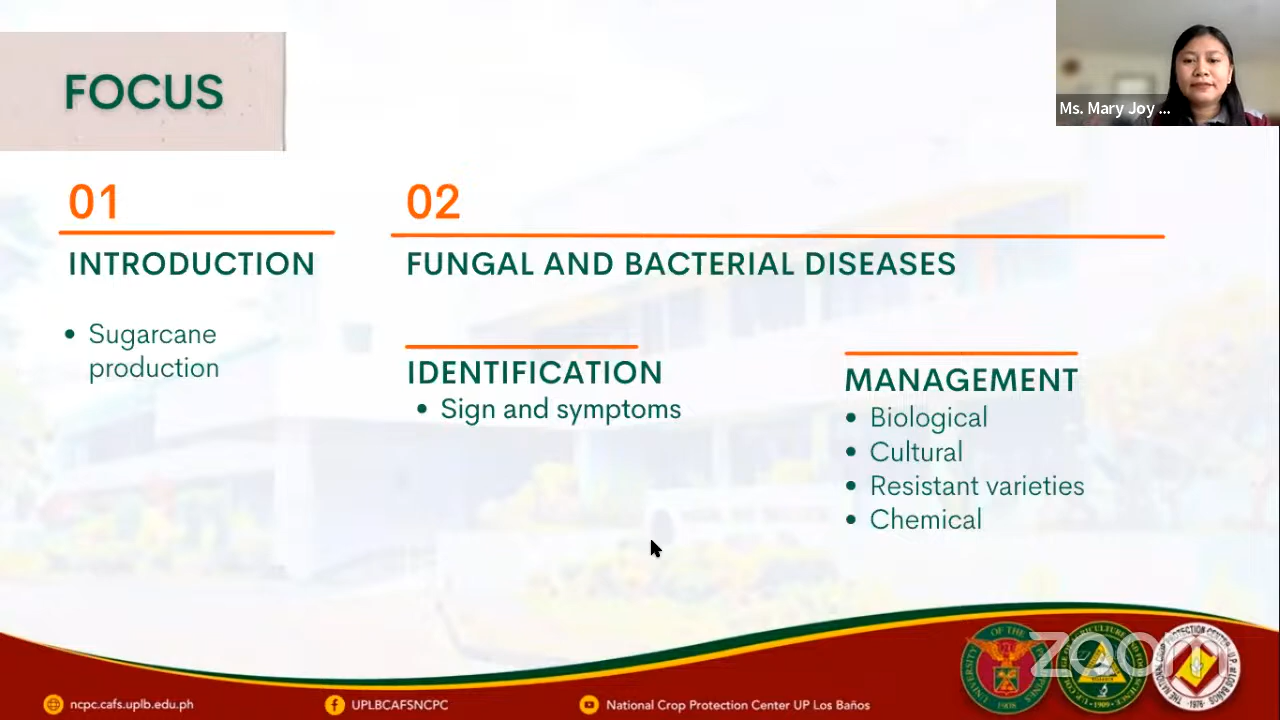 FOCUS
Ms. Mary Joy ...
01
INTRODUCTION
• Sugarcane
production
02
FUNGAL AND BACTERIAL DISEASES
IDENTIFICATION
• Sign and symptoms
MANAGEMENT
• Biological
• Cultural
• Resistant varieties
• Chemical
ncpc.cafs.uplb.edu.ph
UPLBCAFSNCPC
National Crop Protection Center UP Los Baños
zoom